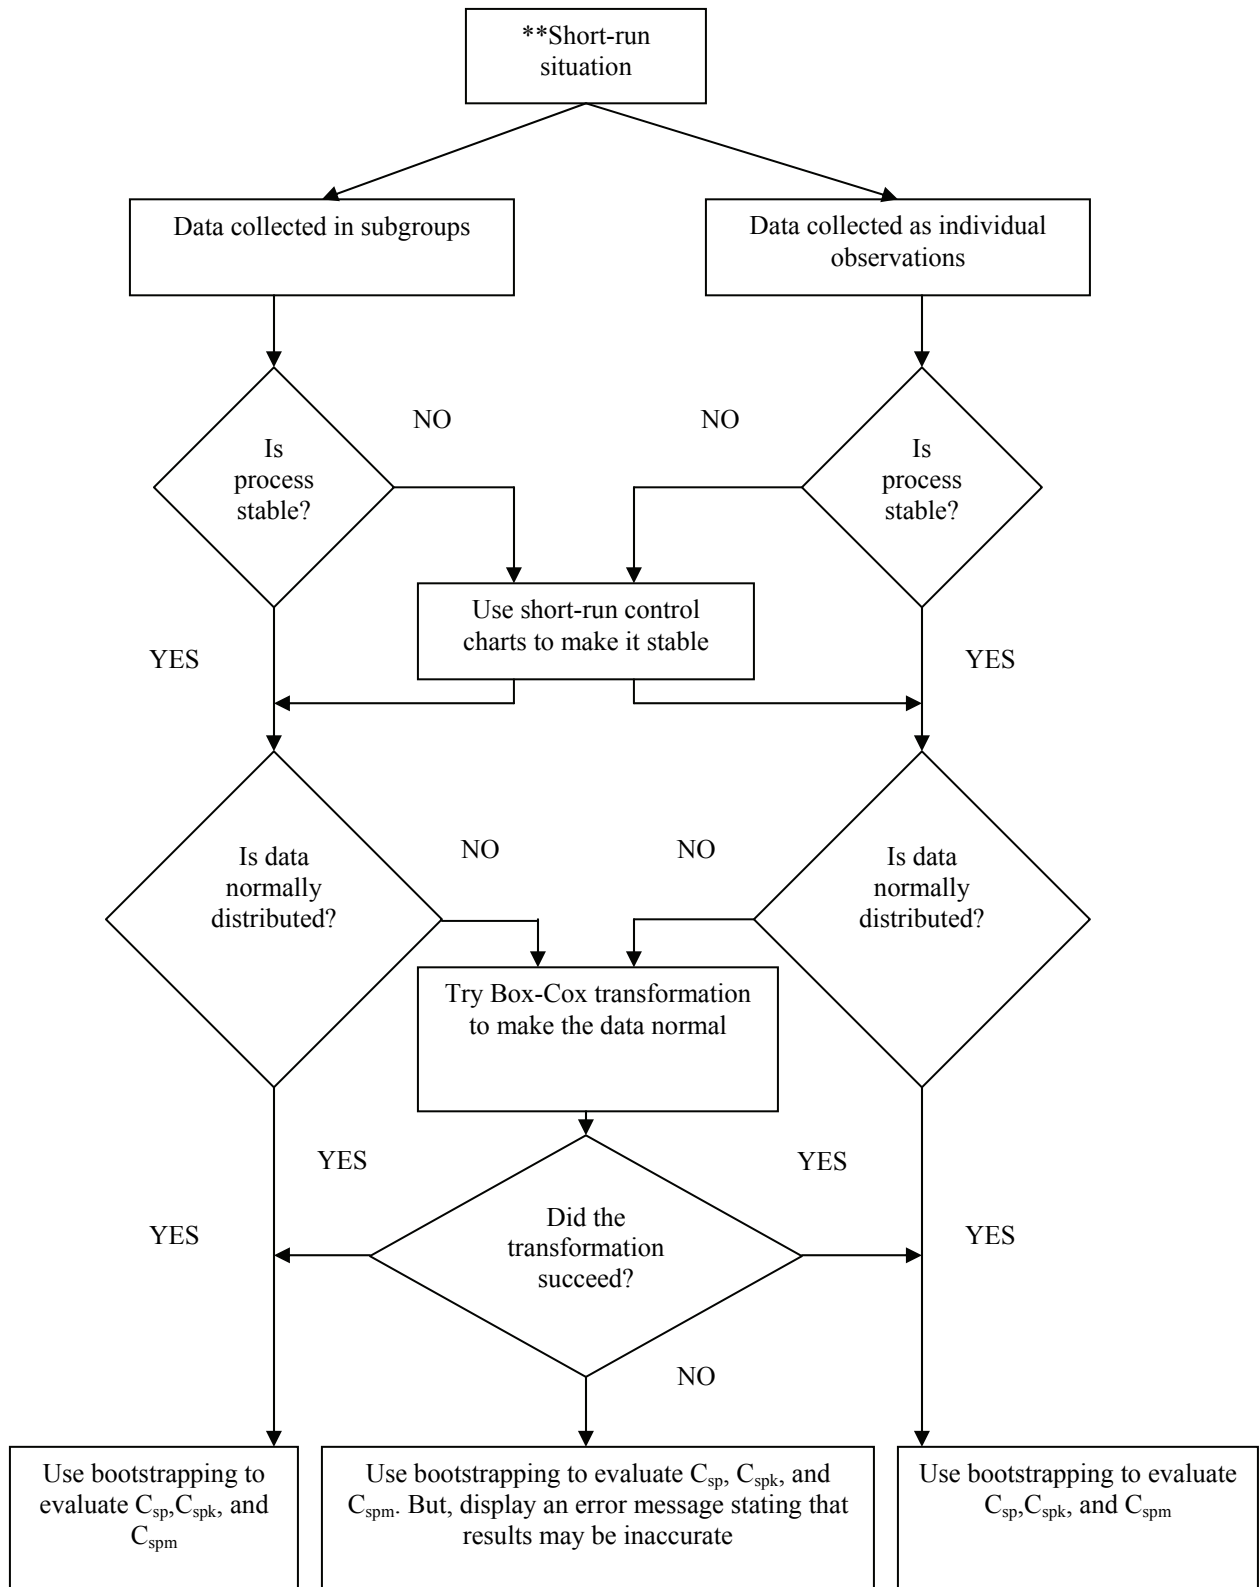 **Short-run
situation
Data collected in subgroups
Data collected as individual
observations
NO
NO
Is
process
stable?
Is
process
stable?
Use short-run control
charts to make it stable
YES
YES
NO
NO
Is data
normally
distributed?
Is data
normally
distributed?
Try Box-Cox transformation
to make the data normal
YES
YES
YES
YES
Did the
transformation
succeed?
NO
Use bootstrapping to
evaluate Csp,Cspk, and
Cspm
Use bootstrapping to evaluate Csp, Cspk, and
Cspm. But, display an error message stating that
results may be inaccurate
Use bootstrapping to evaluate
Csp,Cspk, and Cspm